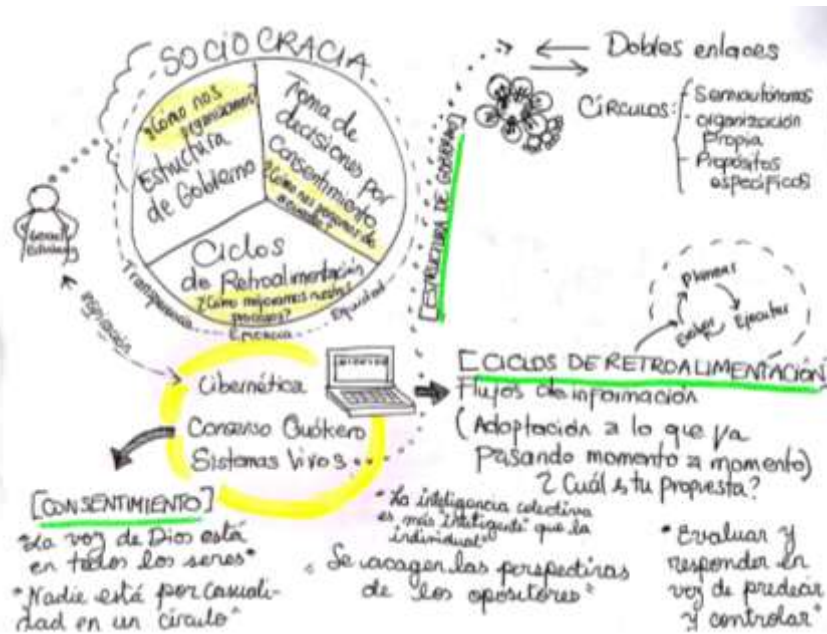 SOCIOCRACIA
¿Cómo nos
organizamos?
Estructura
de Gobierno
Toma de
decisiones por
consentimiento
¿Cómo nos ponemos de
acuerdo?
Ciclos
de Retroalimentación
¿Cómo mejoramos nuestros
procesos?
Transparencia
Eficacia
Equidad
Gerard
inspiración
Cibernética
Consenso Cuákero
Sistemas Vivos
[ESTRUCTURA DE GOBIERNO]
Dobles enlaces
CÍRCULOS:
- Semiautónomos
- organización
Propia
- Propósitos
específicos
Planear
Ejecutar
Evaluar
[CICLOS DE RETROALIMENTACIÓN]
Flujos de información
(Adaptación a lo que va
pasando momento a momento)
¿Cuál es tu propuesta?
[CONSENTIMIENTO]
"La voz de Dios está
en todos los seres"
"Nadie está por casuali-
dad en un círculo"
"La inteligencia colectiva
es más inteligente que la
individual"
"Se acogen las perspectivas
de los opositores"
"Evaluar y
responder en
vez de predecir
y controlar"